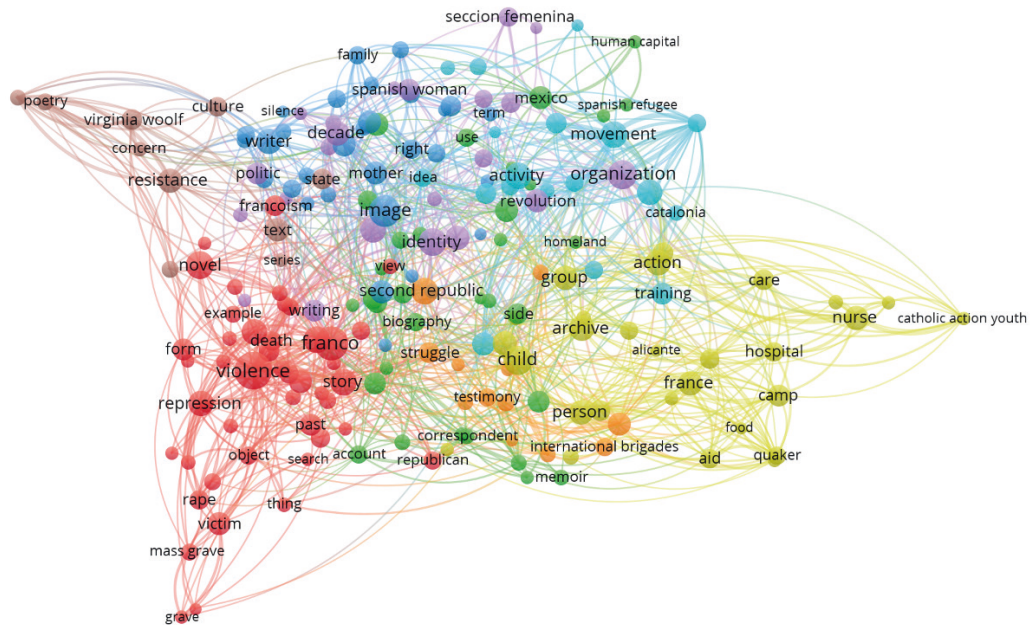 seccion femenina
human capital
family
spanish woman
mexico
poetry
culture
silence
term
spanish refugee
virginia woolf
writer
decade
use
movement
concern
right
resistance
politic
state
mother
idea
activity
organization
francoism
image
revolution
catalonia
text
identity
homeland
series
novel
view
group
action
second republic
training
care
example
writing
biography
side
nurse
catholic action youth
form
death
franco
struggle
archive
violence
story
child
alicante
hospital
france
repression
testimony
person
camp
past
correspondent
food
object
search
account
republican
international brigades
aid
quaker
memoir
rape
thing
victim
mass grave
grave